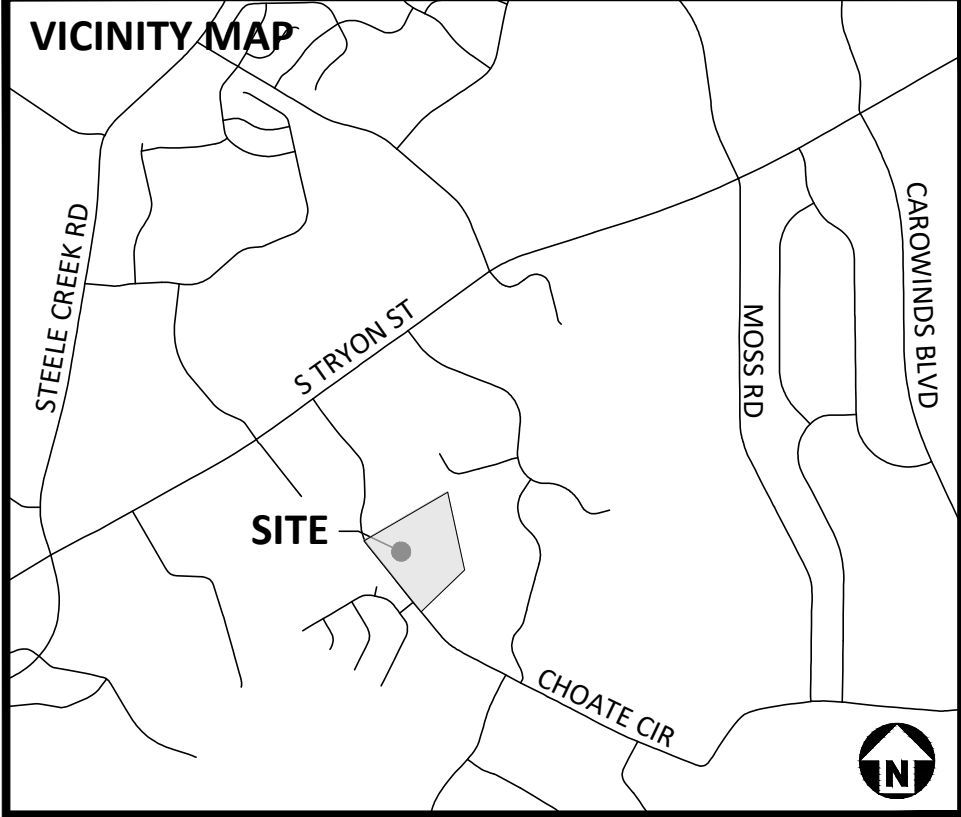 VICINITY MAP
STEELE CREEK RD
S TRYON ST
MOSS RD
CAROWINDS BLVD
SITE
CHOATE CIR
N